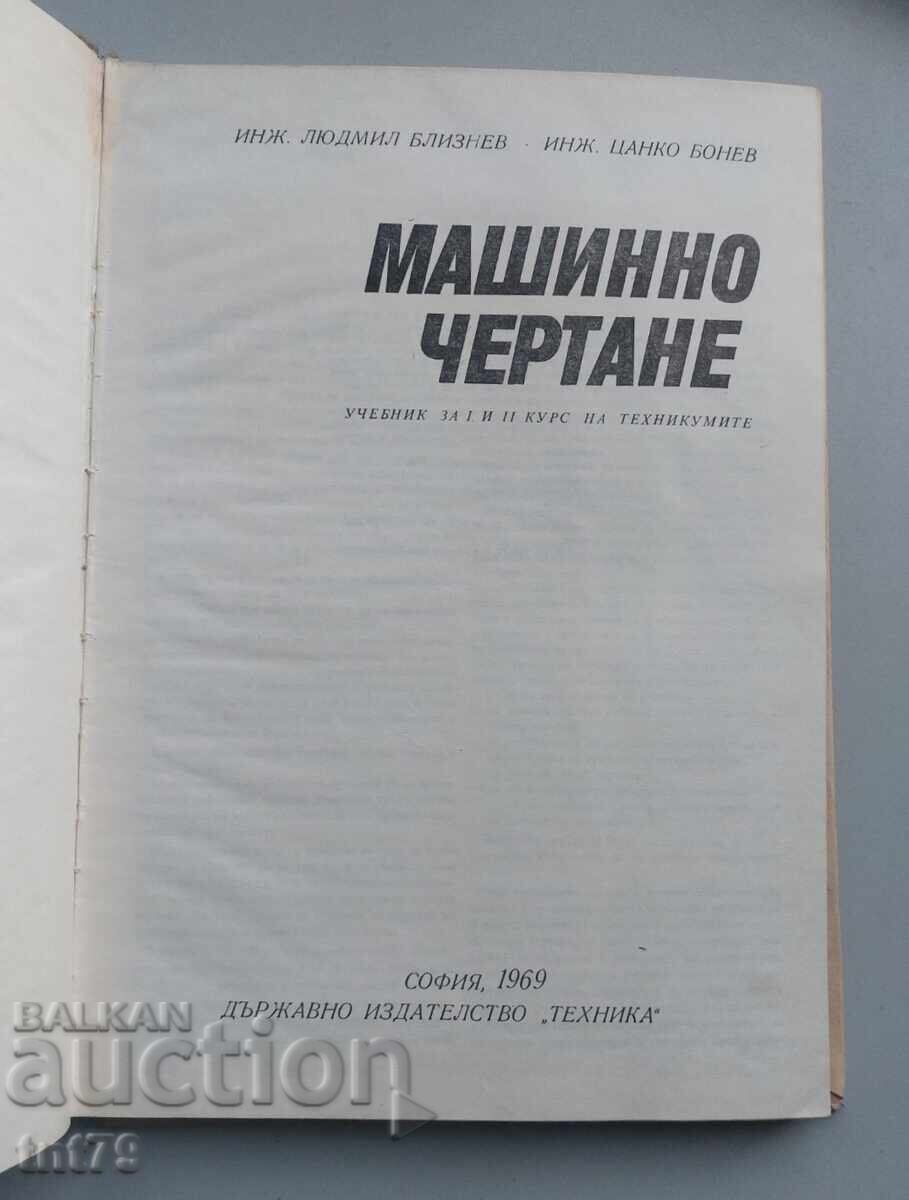 ИНЖ. ЛЮДМИЛ БЛИЗНЕВ · ИНЖ. ЦАНКО БОНЕВ
МАШИННО
ЧЕРТАНЕ
УЧЕБНИК ЗА I И II КУРС НА ТЕХНИКУМИТЕ
СОФИЯ, 1969
ДЪРЖАВНО ИЗДАТЕЛСТВО „ТЕХНИКА“
BALKAN
auction
tnt79